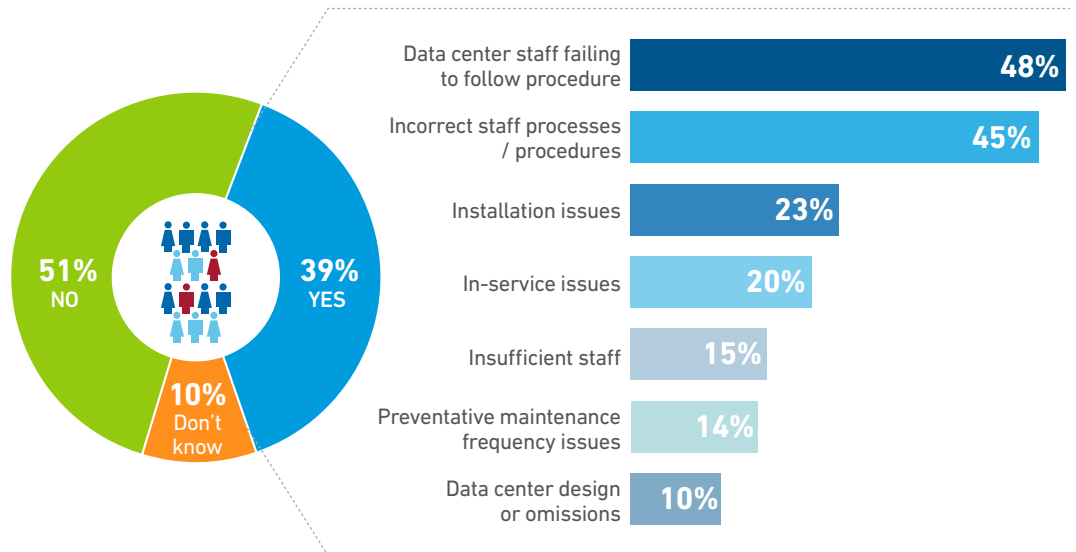 51%
NO
39%
YES
10%
Don't
know
Data center staff failing
to follow procedure
48%
Incorrect staff processes
/ procedures
45%
Installation issues
23%
In-service issues
20%
Insufficient staff
15%
Preventative maintenance
frequency issues
14%
Data center design
or omissions
10%